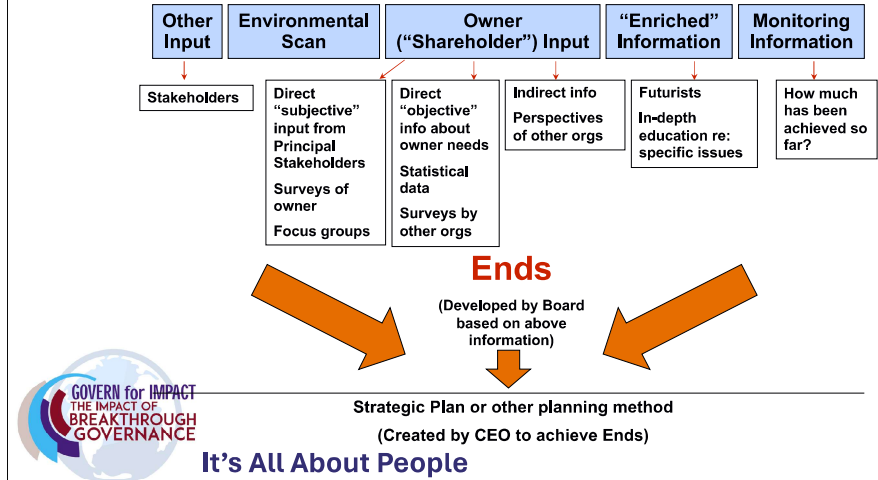 Other
Input
Environmental
Scan
Owner
(“Shareholder”) Input
“Enriched”
Information
Monitoring
Information
Stakeholders
Direct
“subjective”
input from
Principal
Stakeholders
Surveys of
owner
Focus groups
Direct
“objective”
info about
owner needs
Statistical
data
Surveys by
other orgs
Indirect info
Perspectives
of other orgs
Futurists
In-depth
education re:
specific issues
How much
has been
achieved so
far?
Ends
(Developed by Board
based on above
information)
Strategic Plan or other planning method
(Created by CEO to achieve Ends)
GOVERN for IMPACT
THE IMPACT OF
BREAKTHROUGH
GOVERNANCE
It's All About People